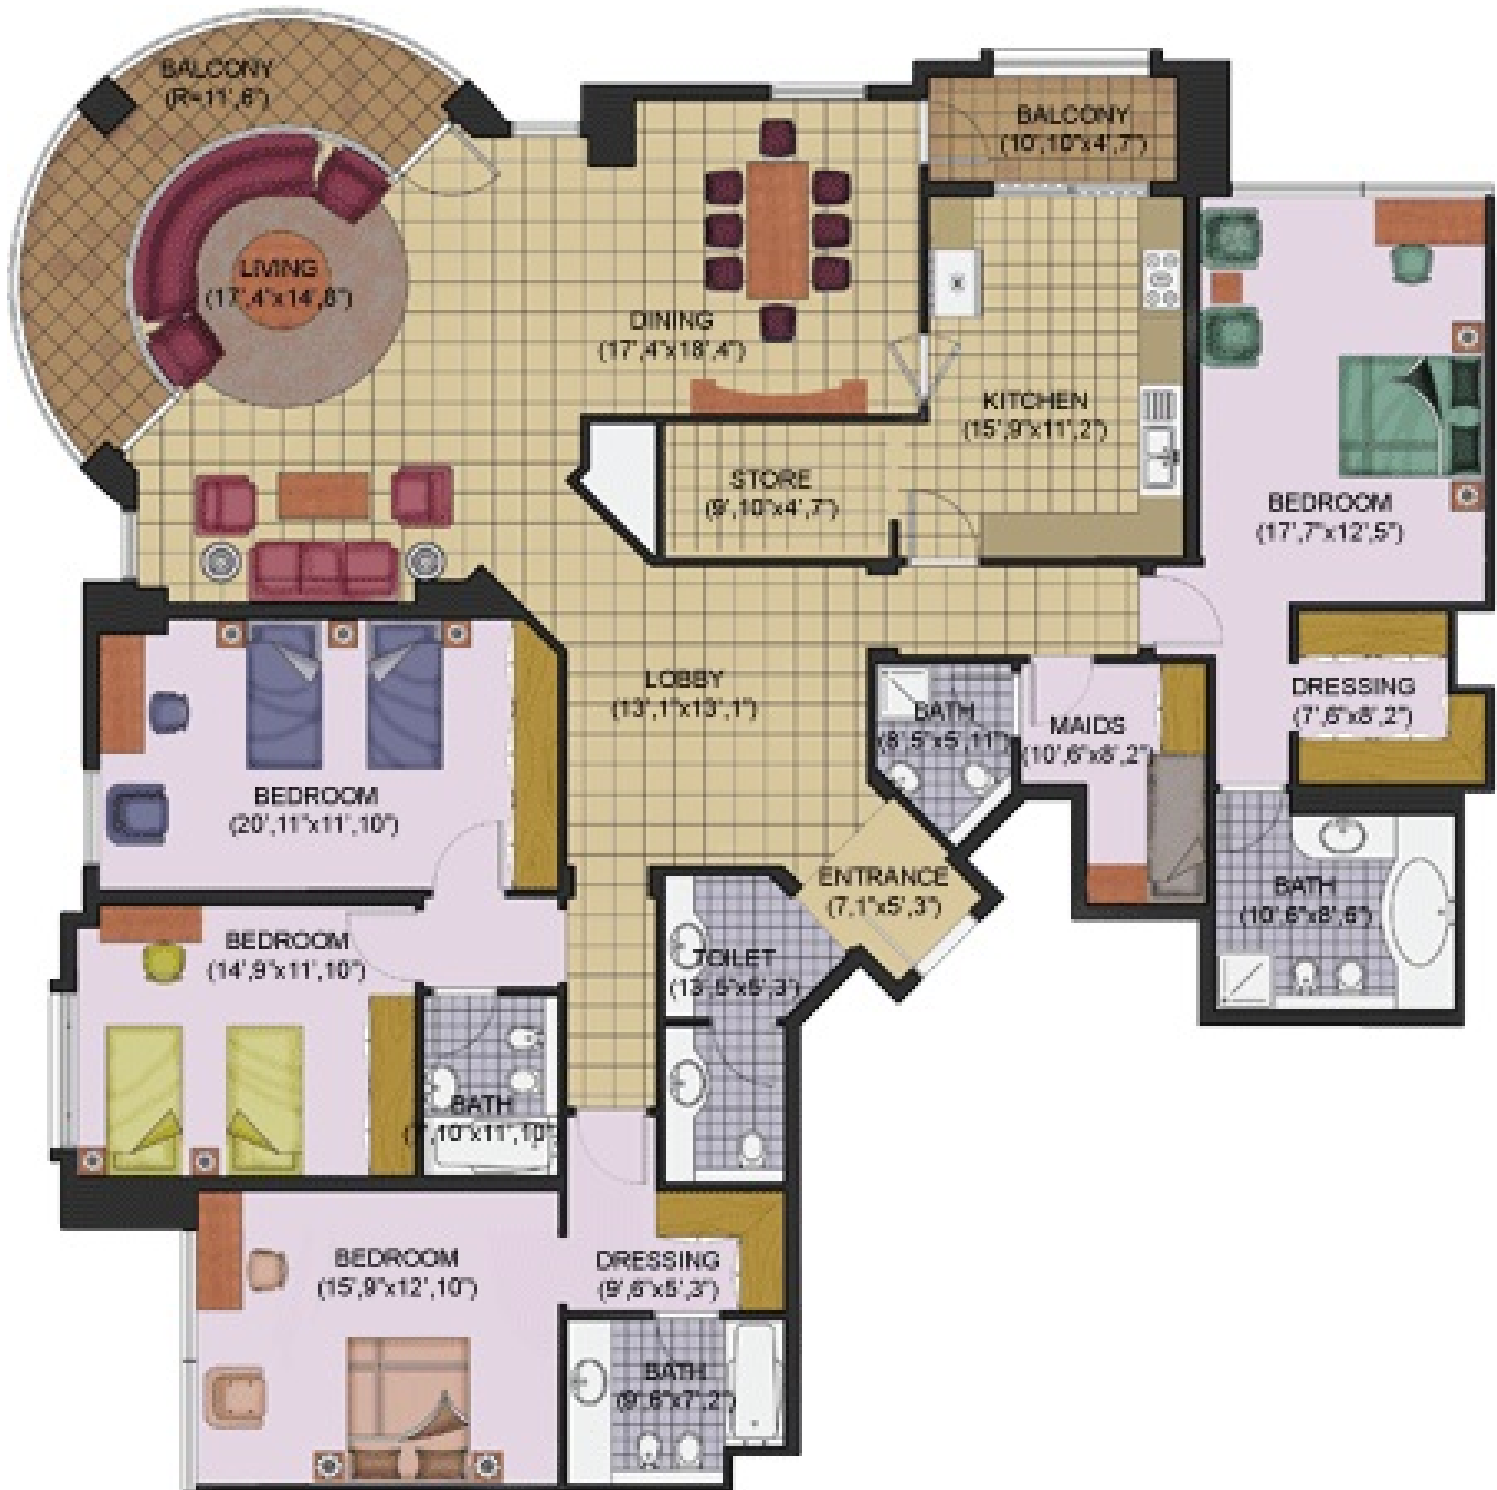 BALCONY
(R=11',6")
BALCONY
(10',10"x4',7")
LIVING
(17',4"x14',8")
DINING
(17',4"x18',4")
KITCHEN
(15',9"x11',2")
STORE
(9',10"x4',7")
BEDROOM
(17',7"x12',5")
LOBBY
(13',1"x13',1")
BATH
(8',5"x5',11")
MAIDS
(10',6"x8',2")
DRESSING
(7',6"x8',2")
BEDROOM
(20',11"x11',10")
ENTRANCE
(7,1"x5',3")
BATH
(10',6"x8',6")
BEDROOM
(14',9"x11',10")
TOILET
(13',5"x5',3")
BATH
10"x11',10"
BEDROOM
(15',9"x12',10")
DRESSING
(9',6"x5',3")
BATH
(9',6"x7',2")